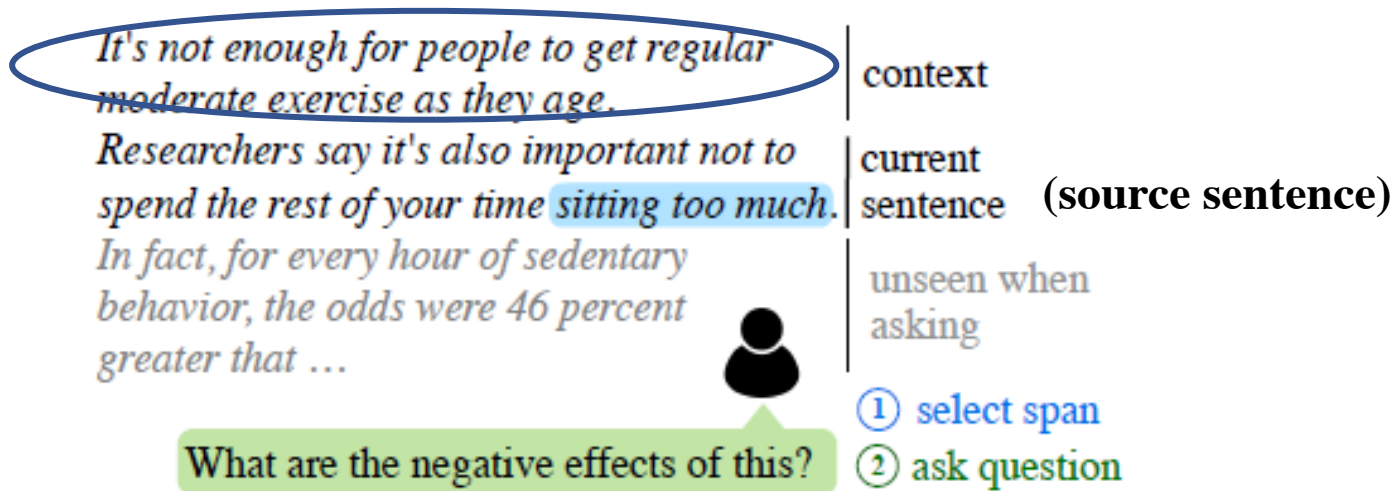 It's not enough for people to get regular
moderate exercise as they age.
context
Researchers say it's also important not to
spend the rest of your time sitting too much.
current
sentence
(source sentence)
In fact, for every hour of sedentary
behavior, the odds were 46 percent
greater that …
unseen when
asking
① select span
What are the negative effects of this?
② ask question